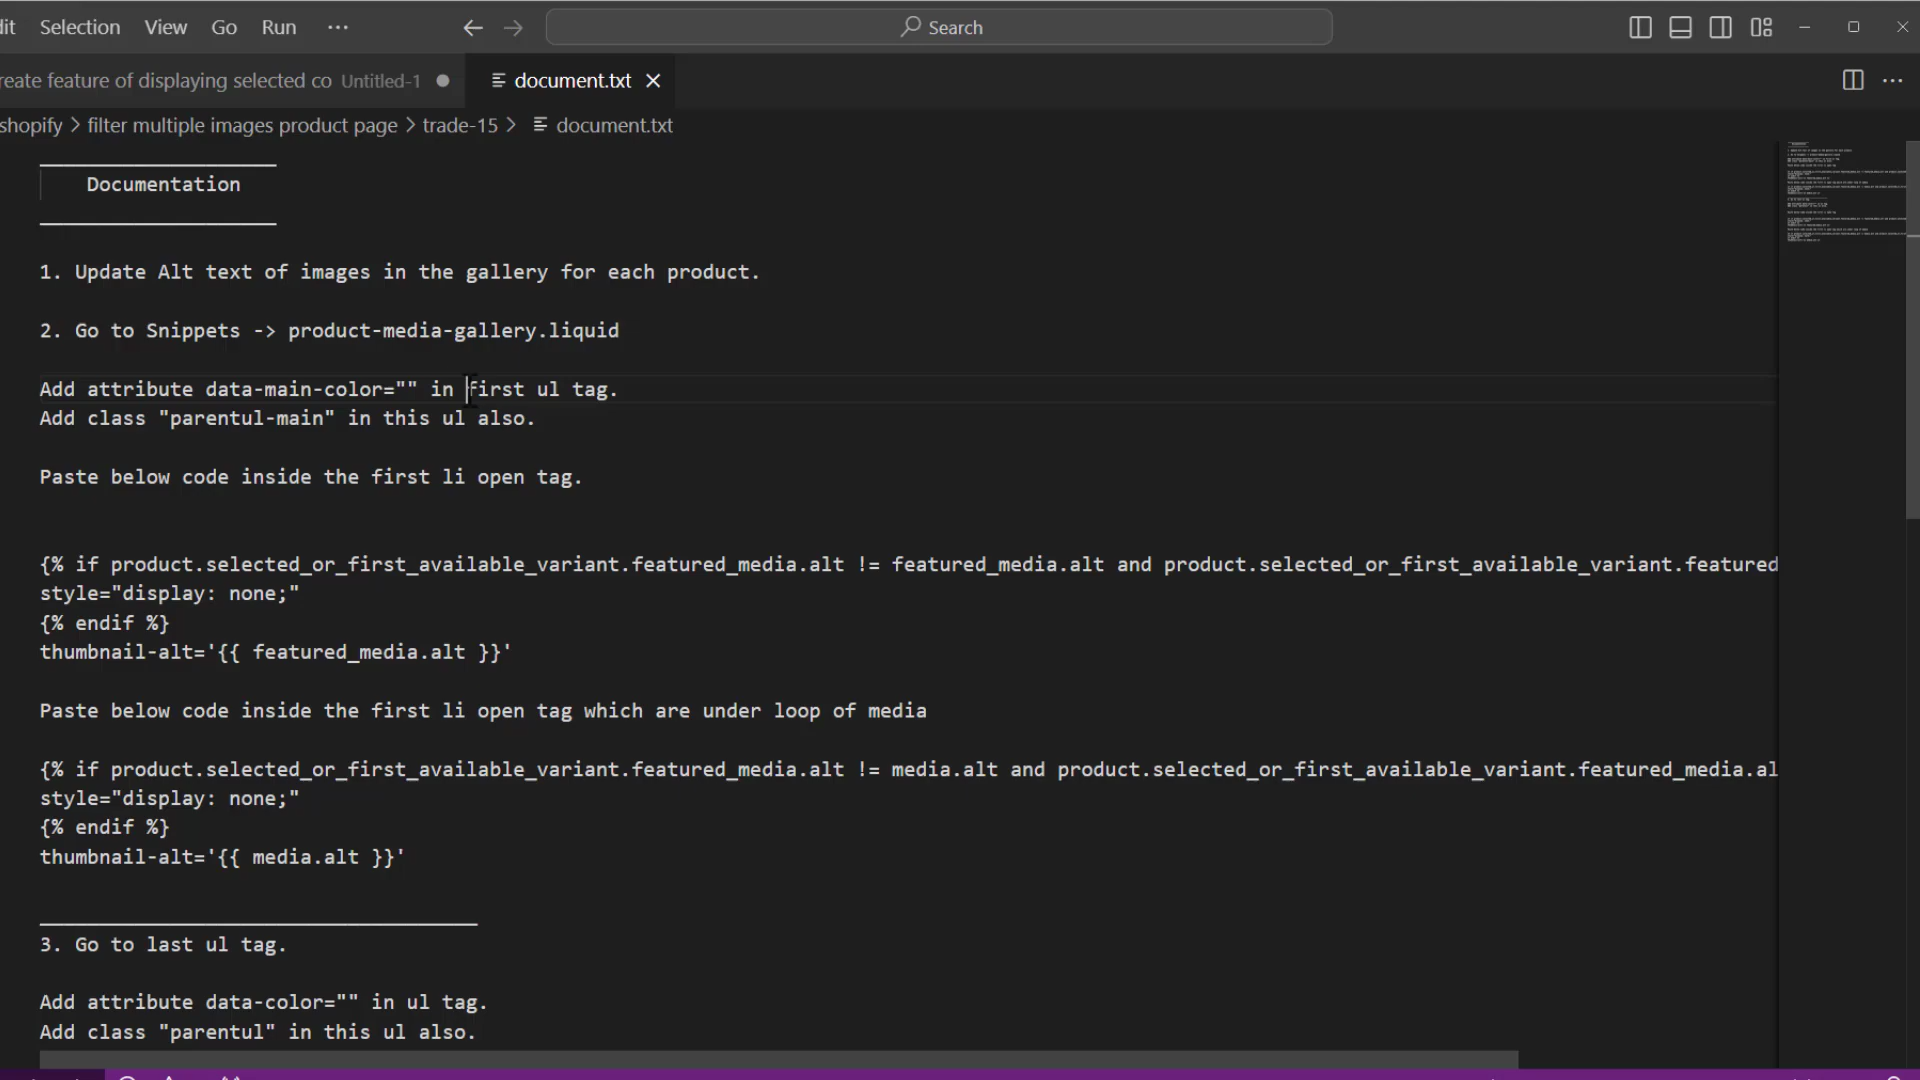 dit Selection View Go Run ··· Search
reate feature of displaying selected co Untitled-1 document.txt
shopify > filter multiple images product page > trade-15 > document.txt
Documentation
1. Update Alt text of images in the gallery for each product.
2. Go to Snippets -> product-media-gallery.liquid
Add attribute data-main-color="" in first ul tag.
Add class "parentul-main" in this ul also.
Paste below code inside the first li open tag.
{% if product.selected_or_first_available_variant.featured_media.alt != featured_media.alt and product.selected_or_first_available_variant.featured
style="display: none;"
{% endif %}
thumbnail-alt='{{ featured_media.alt }}'
Paste below code inside the first li open tag which are under loop of media
{% if product.selected_or_first_available_variant.featured_media.alt != media.alt and product.selected_or_first_available_variant.featured_media.al
style="display: none;"
{% endif %}
thumbnail-alt='{{ media.alt }}'
3. Go to last ul tag.
Add attribute data-color="" in ul tag.
Add class "parentul" in this ul also.